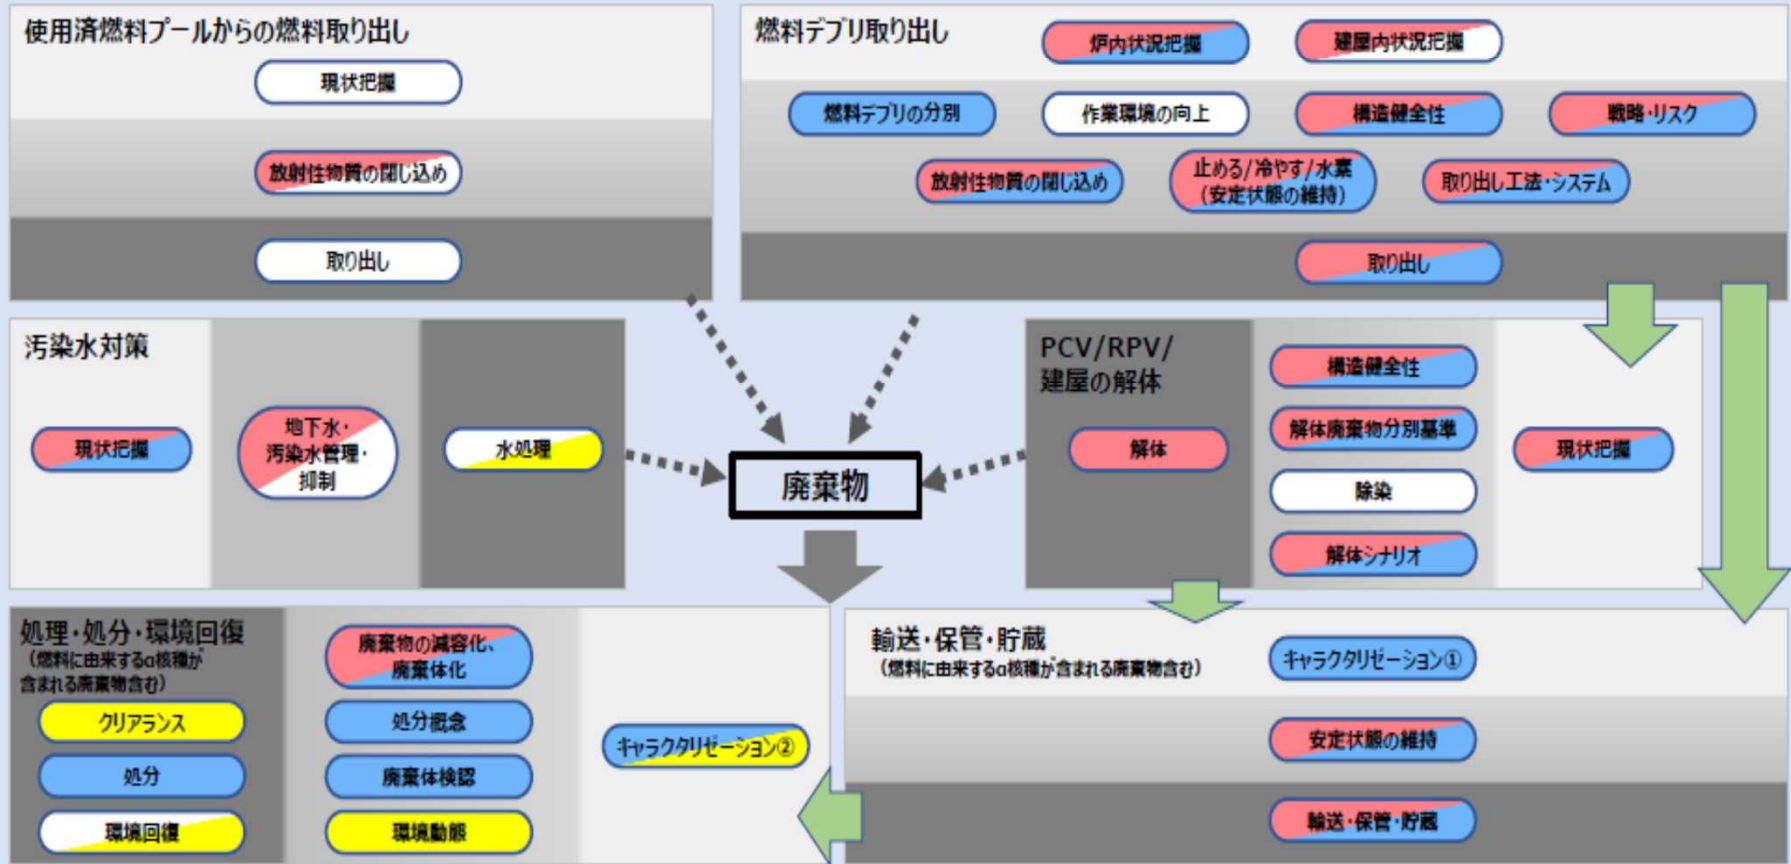 使用済燃料プールからの燃料取り出し
現状把握
放射性物質の閉じ込め
取り出し
燃料デブリ取り出し
炉内状況把握
建屋内状況把握
燃料デブリの分別
作業環境の向上
構造健全性
戦略・リスク
放射性物質の閉じ込め
止める/冷やす/水素
(安定状態の維持)
取り出し工法・システム
取り出し
汚染水対策
現状把握
地下水・
汚染水管理・
抑制
水処理
廃棄物
PCV/RPV/
建屋の解体
解体
構造健全性
解体廃棄物分別基準
除染
解体シナリオ
現状把握
処理・処分・環境回復
(燃料に由来するα核種が
含まれる廃棄物含む)
クリアランス
処分
環境回復
廃棄物の減容化、
廃棄体化
処分概念
廃棄体検認
環境動態
キャラクタリゼーション②
輸送・保管・貯蔵
(燃料に由来するα核種が含まれる廃棄物含む)
キャラクタリゼーション①
安定状態の維持
輸送・保管・貯蔵